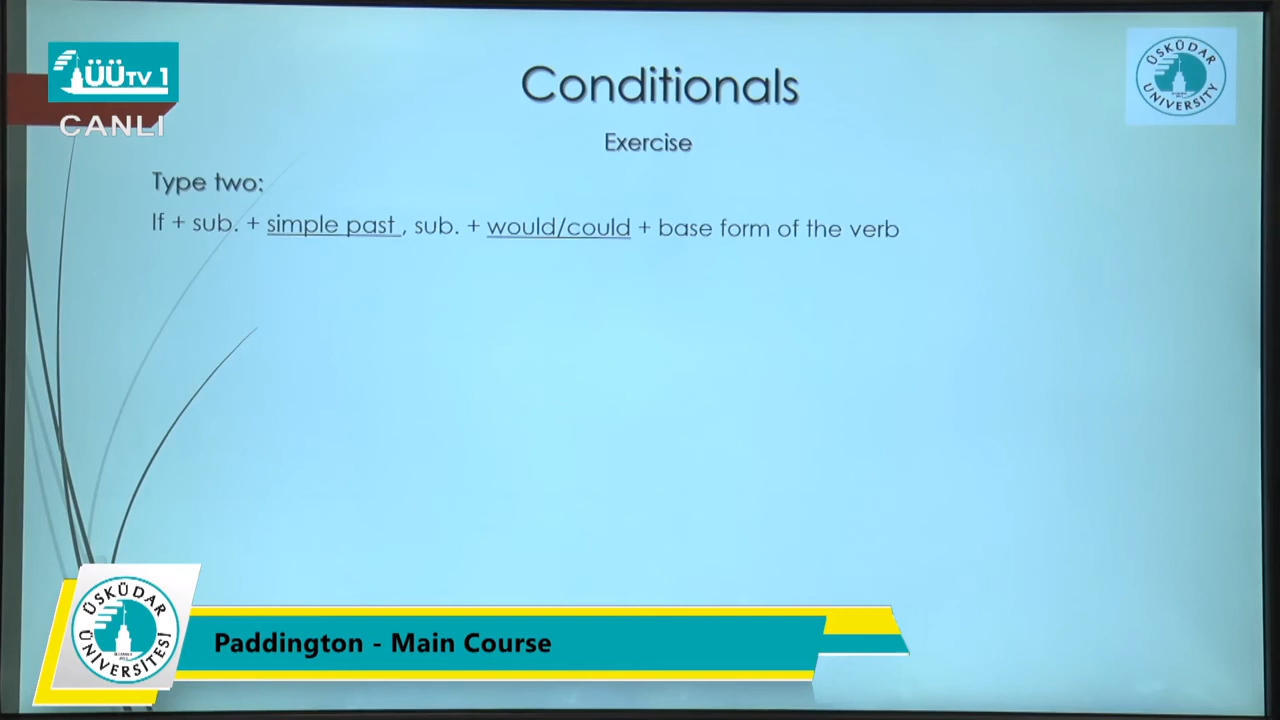 ÜÜTV 1
CANLI
ÜSKÜDAR
UNIVERSITY
Conditionals
Exercise
Type two:
If + sub. + simple past , sub. + would/could + base form of the verb
ÜSKÜDAR
ÜNİVERSİTESİ
Paddington - Main Course